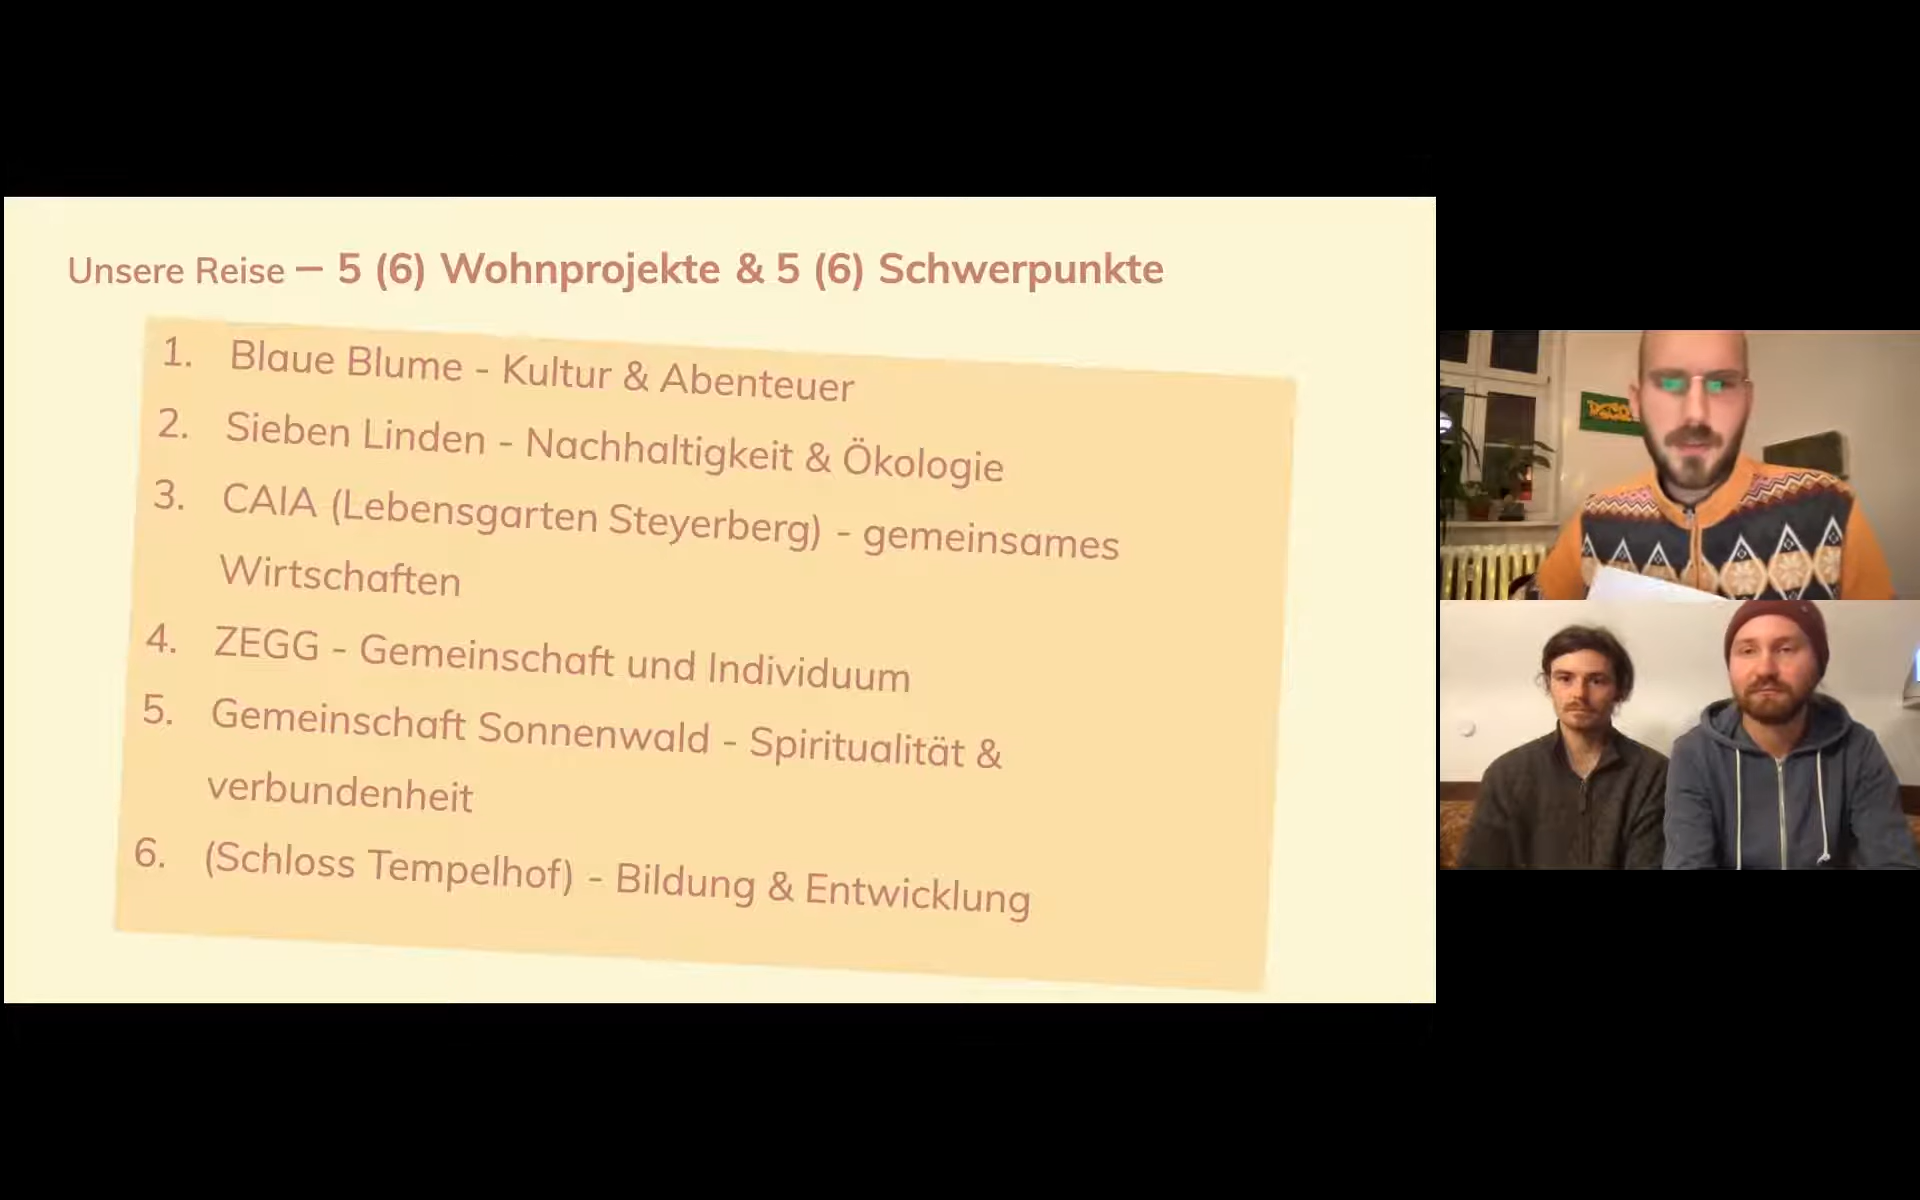 Unsere Reise — 5 (6) Wohnprojekte & 5 (6) Schwerpunkte
1. Blaue Blume - Kultur & Abenteuer
2. Sieben Linden - Nachhaltigkeit & Ökologie
3. CAIA (Lebensgarten Steyerberg) - gemeinsames
Wirtschaften
4. ZEGG - Gemeinschaft und Individuum
5. Gemeinschaft Sonnenwald - Spiritualität &
verbundenheit
6. (Schloss Tempelhof) - Bildung & Entwicklung